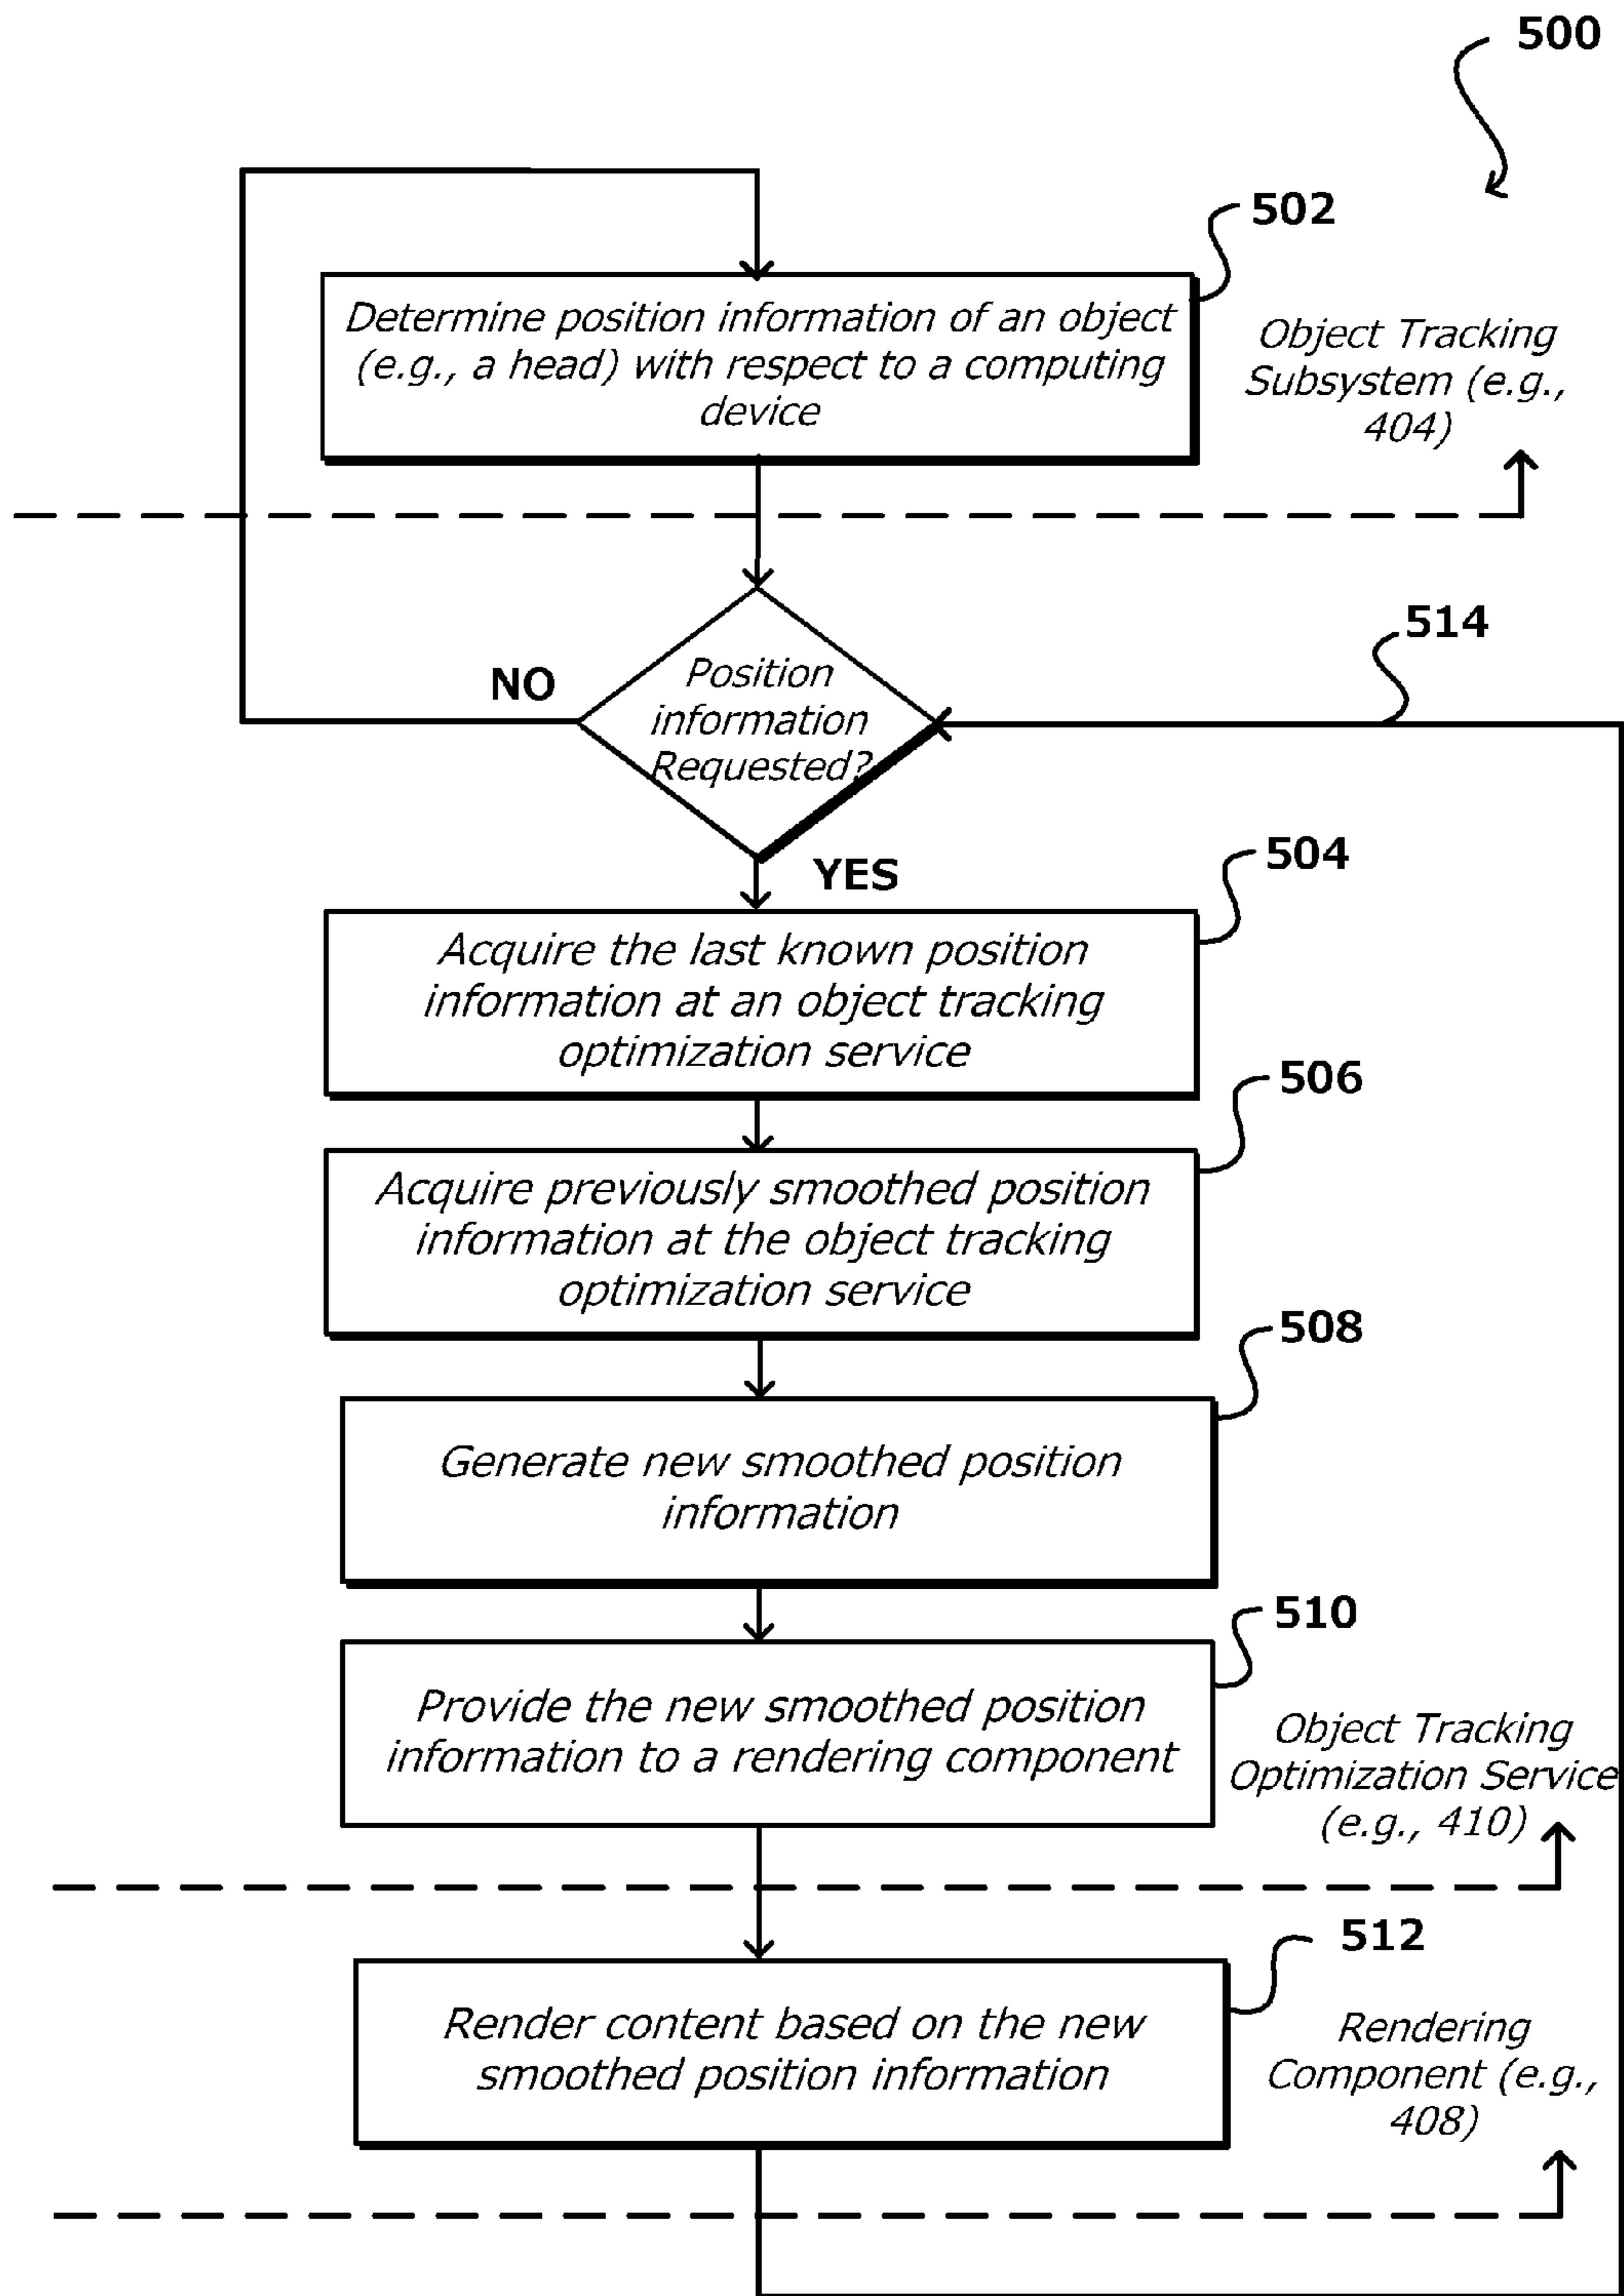 500
502
Determine position information of an object
(e.g., a head) with respect to a computing
device
Object Tracking
Subsystem (e.g.,
404)
514
NO
Position
information
Requested?
YES
504
Acquire the last known position
information at an object tracking
optimization service
506
Acquire previously smoothed position
information at the object tracking
optimization service
508
Generate new smoothed position
information
510
Provide the new smoothed position
information to a rendering component
Object Tracking
Optimization Service
(e.g., 410)
512
Render content based on the new
smoothed position information
Rendering
Component (e.g.,
408)